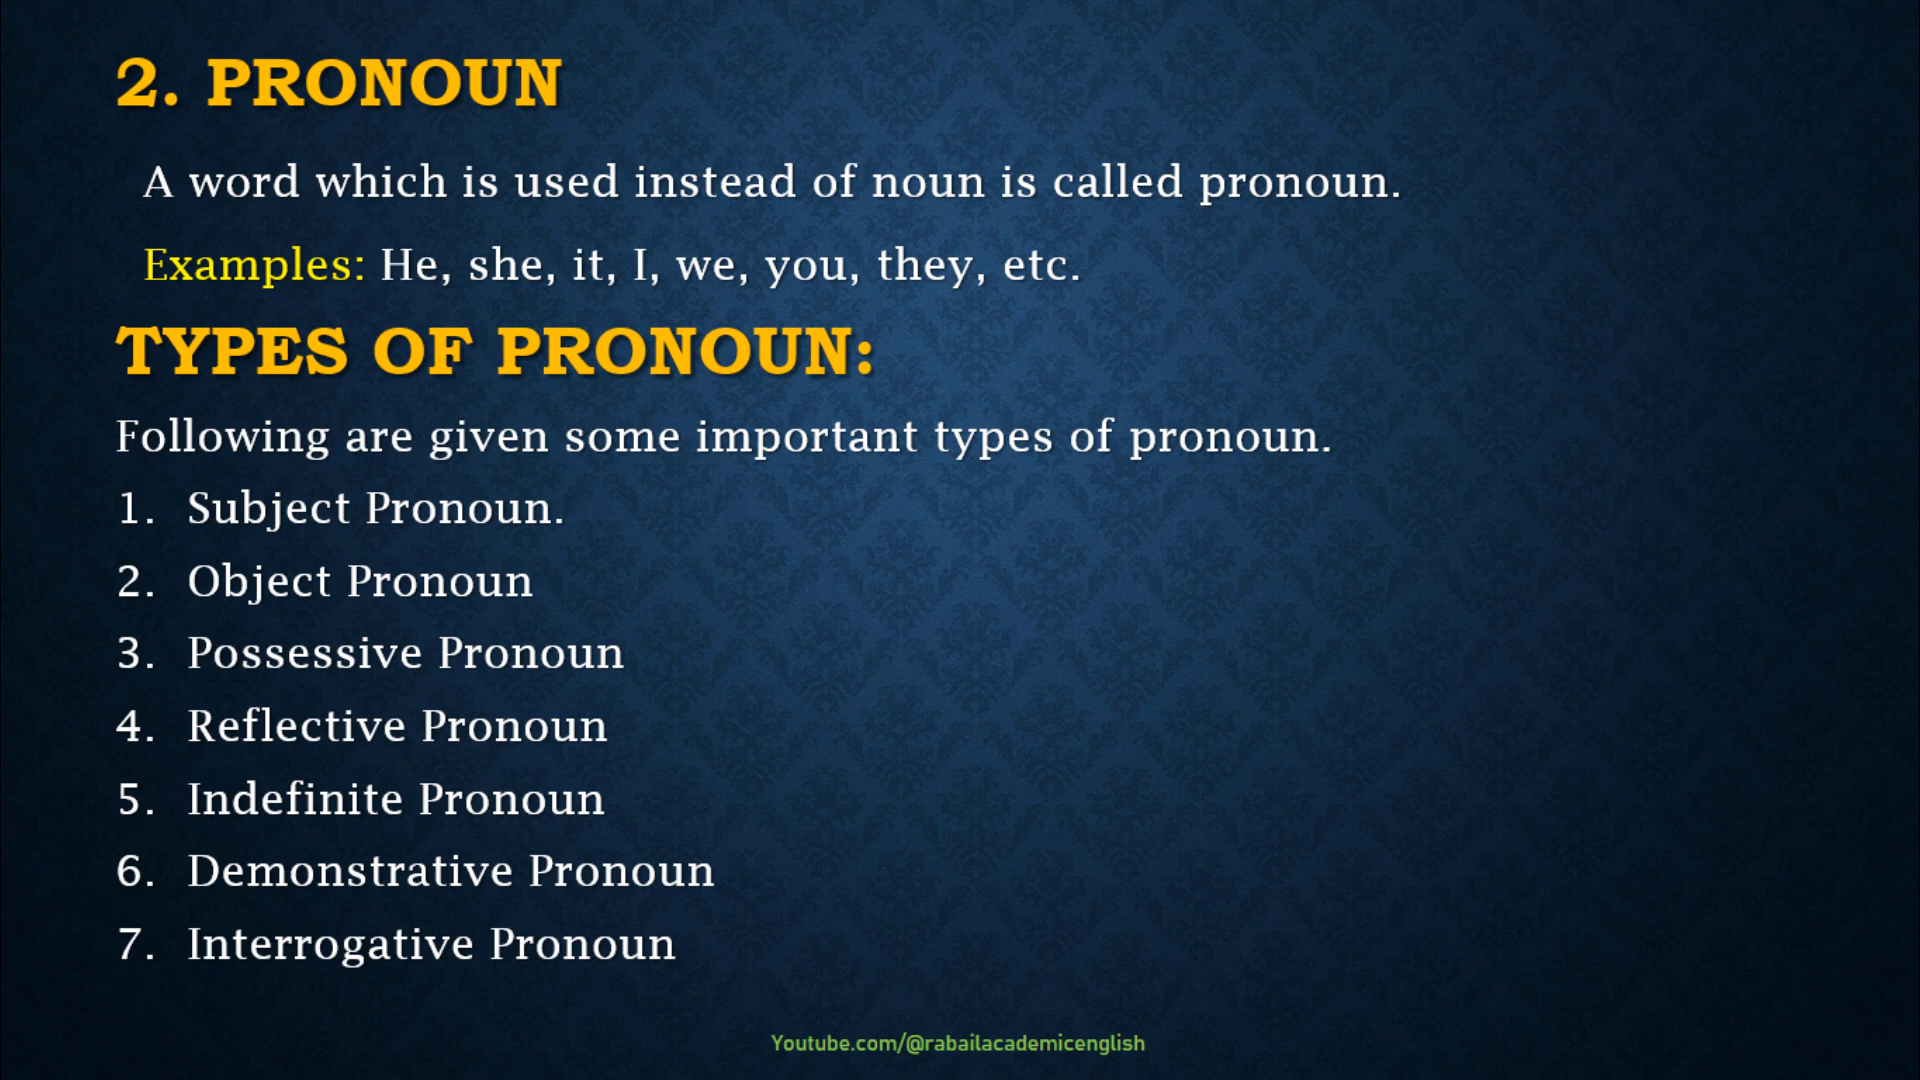 2. PRONOUN
A word which is used instead of noun is called pronoun.
Examples: He, she, it, I, we, you, they, etc.
TYPES OF PRONOUN:
Following are given some important types of pronoun.
1. Subject Pronoun.
2. Object Pronoun
3. Possessive Pronoun
4. Reflective Pronoun
5. Indefinite Pronoun
6. Demonstrative Pronoun
7. Interrogative Pronoun
Youtube.com/@rabailacademicenglish